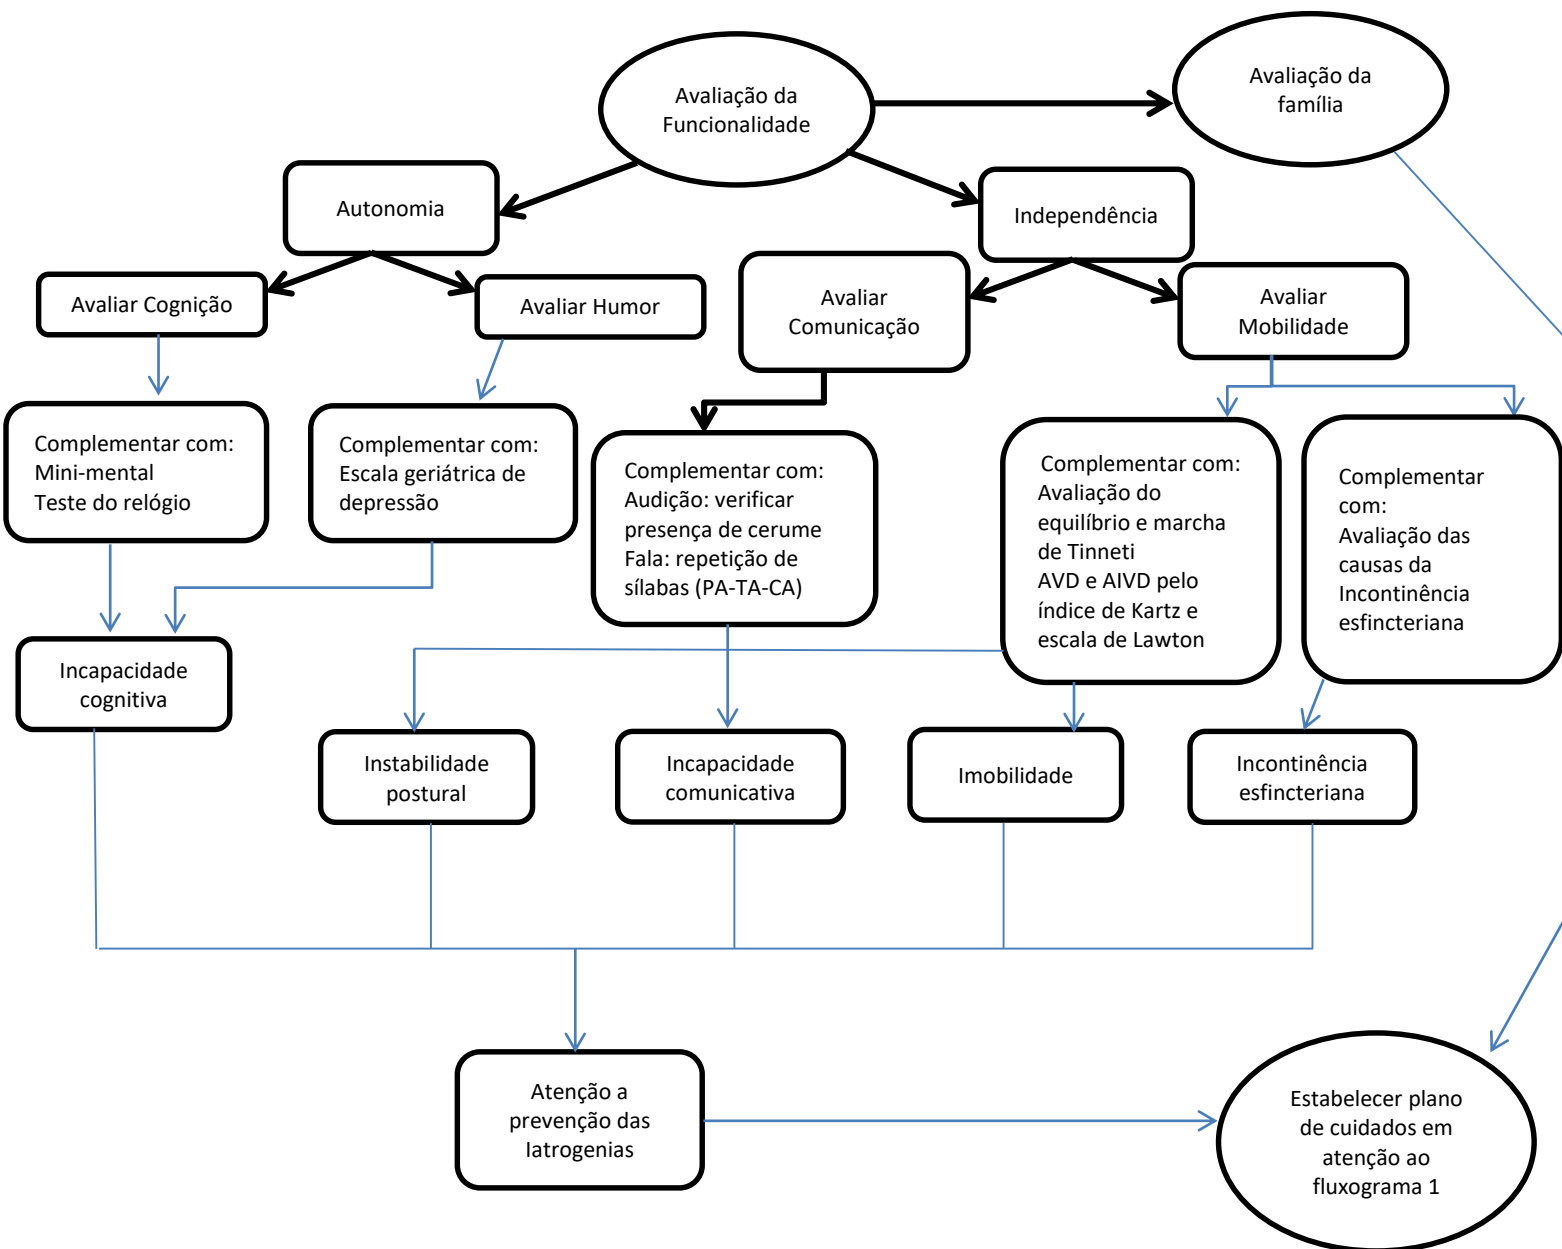 Avaliação da
Funcionalidade
Avaliação da
família
Autonomia
Independência
Avaliar Cognição
Avaliar Humor
Avaliar
Comunicação
Avaliar
Mobilidade
Complementar com:
Mini-mental
Teste do relógio
Complementar com:
Escala geriátrica de
depressão
Complementar com:
Audição: verificar
presença de cerume
Fala: repetição de
sílabas (PA-TA-CA)
Complementar com:
Avaliação do
equilíbrio e marcha
de Tinneti
AVD e AIVD pelo
índice de Kartz e
escala de Lawton
Complementar
com:
Avaliação das
causas da
Incontinência
esfincteriana
Incapacidade
cognitiva
Instabilidade
postural
Incapacidade
comunicativa
Imobilidade
Incontinência
esfincteriana
Atenção a
prevenção das
Iatrogenias
Estabelecer plano
de cuidados em
atenção ao
fluxograma 1